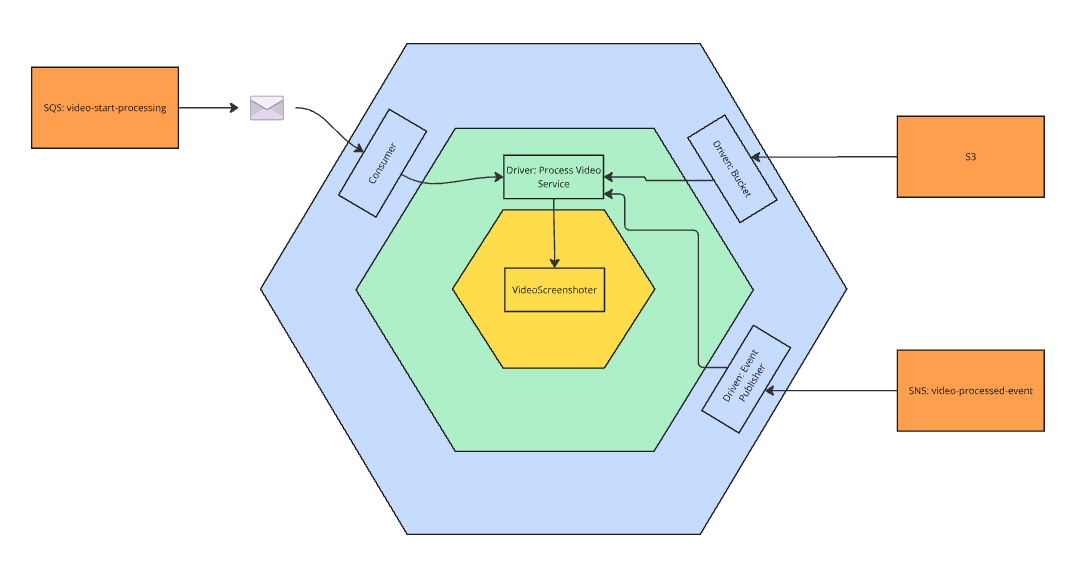 SQS: video-start-processing
Consumer
Driver: Process Video
Service
VideoScreenshoter
Driven: Bucket
S3
Driven: Event
Publisher
SNS: video-processed-event